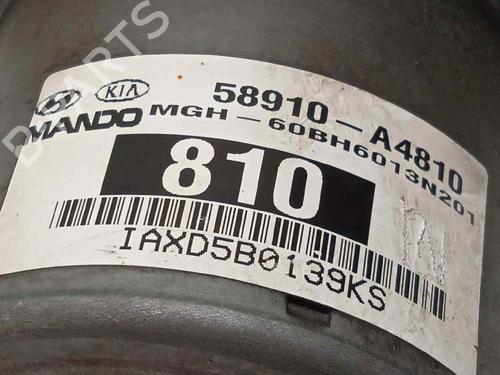 KIA
58910-A4810
MANDO MGH-60BH6013N201
810
IAXD5B0139KS
PARTS